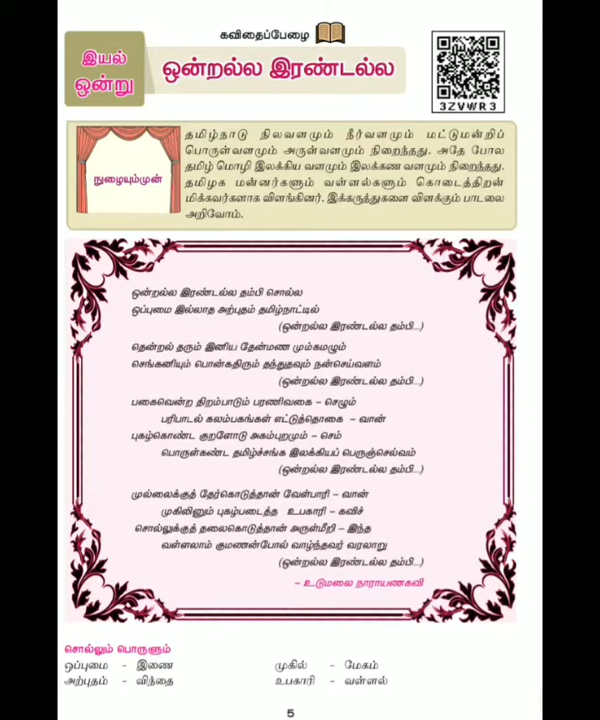 கவிதைப்பேழை
இயல்
ஒன்று
ஒன்றல்ல இரண்டல்ல
3ZVWR3
நுழையும்முன்
தமிழ்நாடு நிலவளமும் நீர்வளமும் மட்டுமன்றிப்
பொருள்வளமும் அருள்வளமும் நிறைந்தது. அதே போல
தமிழ் மொழி இலக்கிய வளமும் இலக்கண வளமும் நிறைந்தது.
தமிழக மன்னர்களும் வள்ளல்களும் கொடைத்திறன்
மிக்கவர்களாக விளங்கினர். இக்கருத்துகளை விளக்கும் பாடலை
அறிவோம்.
ஒன்றல்ல இரண்டல்ல தம்பி சொல்ல
ஒப்புமை இல்லாத அற்புதம் தமிழ்நாட்டில்
(ஒன்றல்ல இரண்டல்ல தம்பி...)
தென்றல் தரும் இனிய தேன்மண மும்கமழும்
செங்கனியும் பொன்கதிரும் தந்துதவும் நன்செய்வளம்
(ஒன்றல்ல இரண்டல்ல தம்பி...)
பகைவென்ற திறம்பாடும் பரணிவகை – செழும்
பரிபாடல் கலம்பகங்கள் எட்டுத்தொகை – வான்
புகழ்கொண்ட குறளோடு அகம்புறமும் – செம்
பொருள்கண்ட தமிழ்ச்சங்க இலக்கியப் பெருஞ்செல்வம்
(ஒன்றல்ல இரண்டல்ல தம்பி...)
முல்லைக்குத் தேர்கொடுத்தான் வேள்பாரி – வான்
முகிலினும் புகழ்படைத்த உபகாரி – கவிச்
சொல்லுக்குத் தலைகொடுத்தான் அருள்மீறி – இந்த
வள்ளலாம் குமணன்போல் வாழ்ந்தவர் வரலாறு
(ஒன்றல்ல இரண்டல்ல தம்பி...)
– உடுமலை நாராயணகவி
சொல்லும் பொருளும்
ஒப்புமை – இணை முகில் – மேகம்
அற்புதம் – விந்தை உபகாரி – வள்ளல்
5